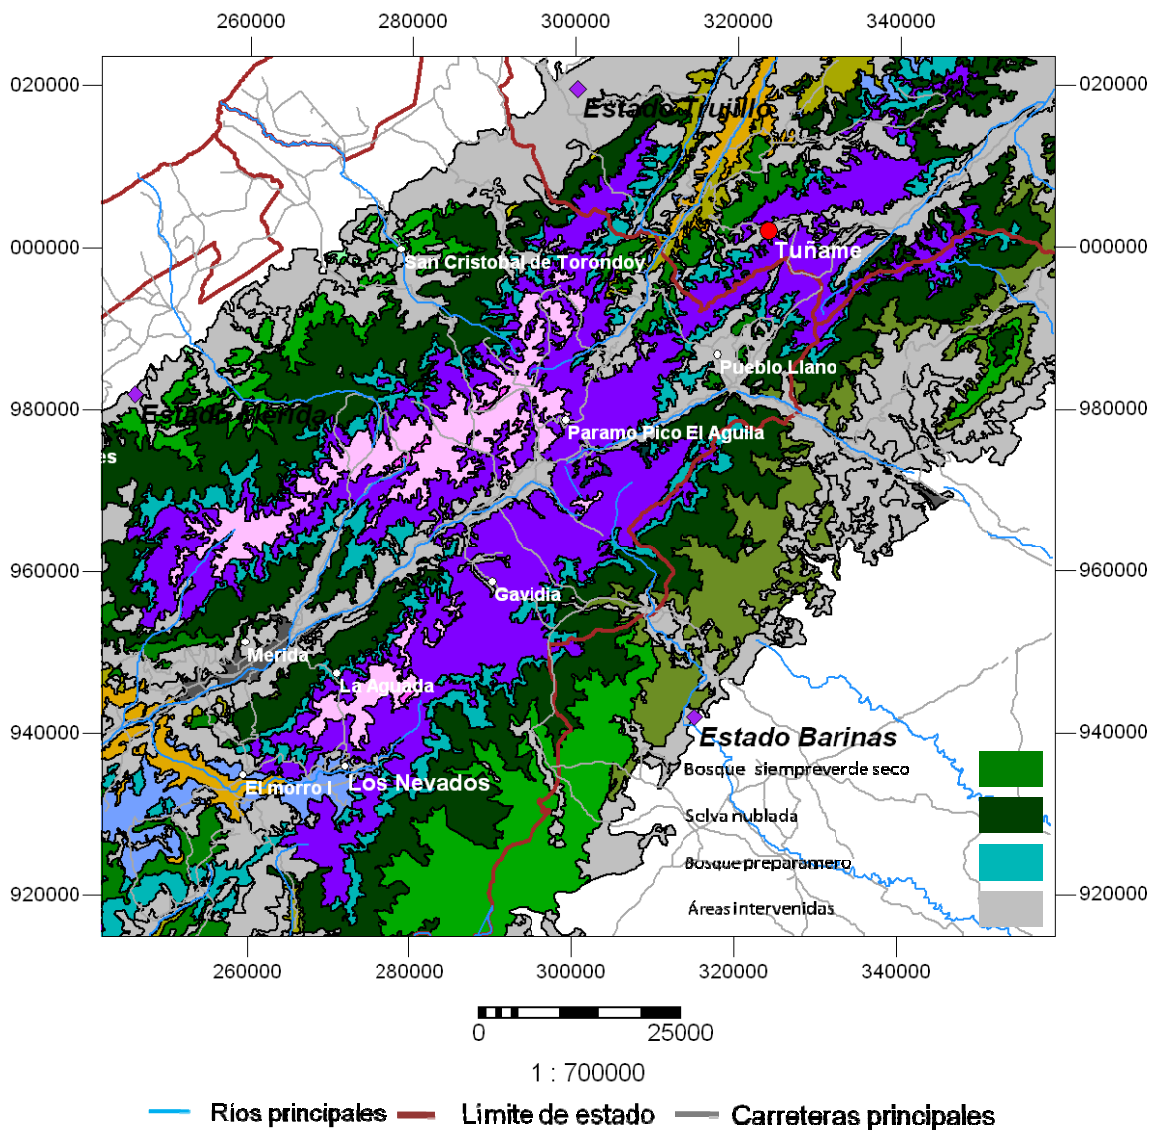 260000 280000 300000 320000 340000
020000 020000
Estado Trujillo
000000 000000
Tuñame
San Cristobal de Torondoy
Pueblo Llano
980000 980000
Estado Merida
Paramo Pico El Aguila
es
960000 960000
Gavidia
Merida
La Aguada
940000 940000
Estado Barinas
Bosque siempreverde seco
Los Nevados
El morro I
Selva nublada
Bosque preparamero
920000 920000
Áreas intervenidas
260000 280000 300000 320000 340000
0 25000
1 : 700000
Ríos principales Limite de estado Carreteras principales